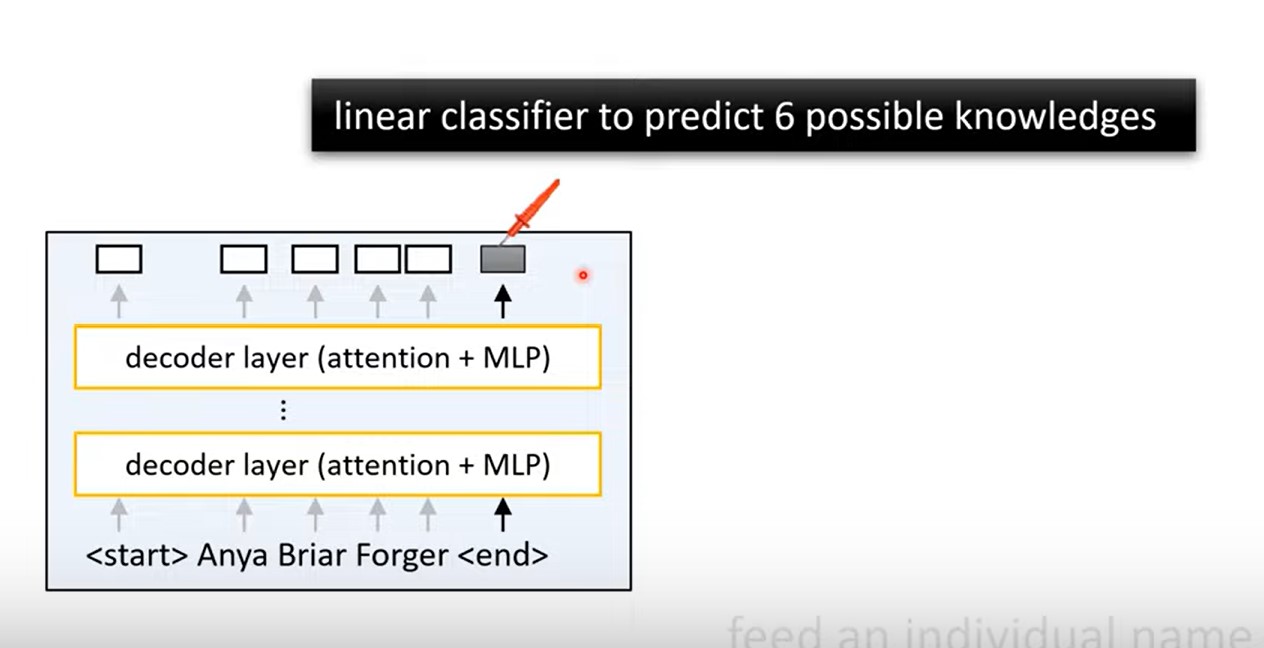 linear classifier to predict 6 possible knowledges
decoder layer (attention + MLP)
decoder layer (attention + MLP)
<start> Anya Briar Forger <end>
feed an individual name